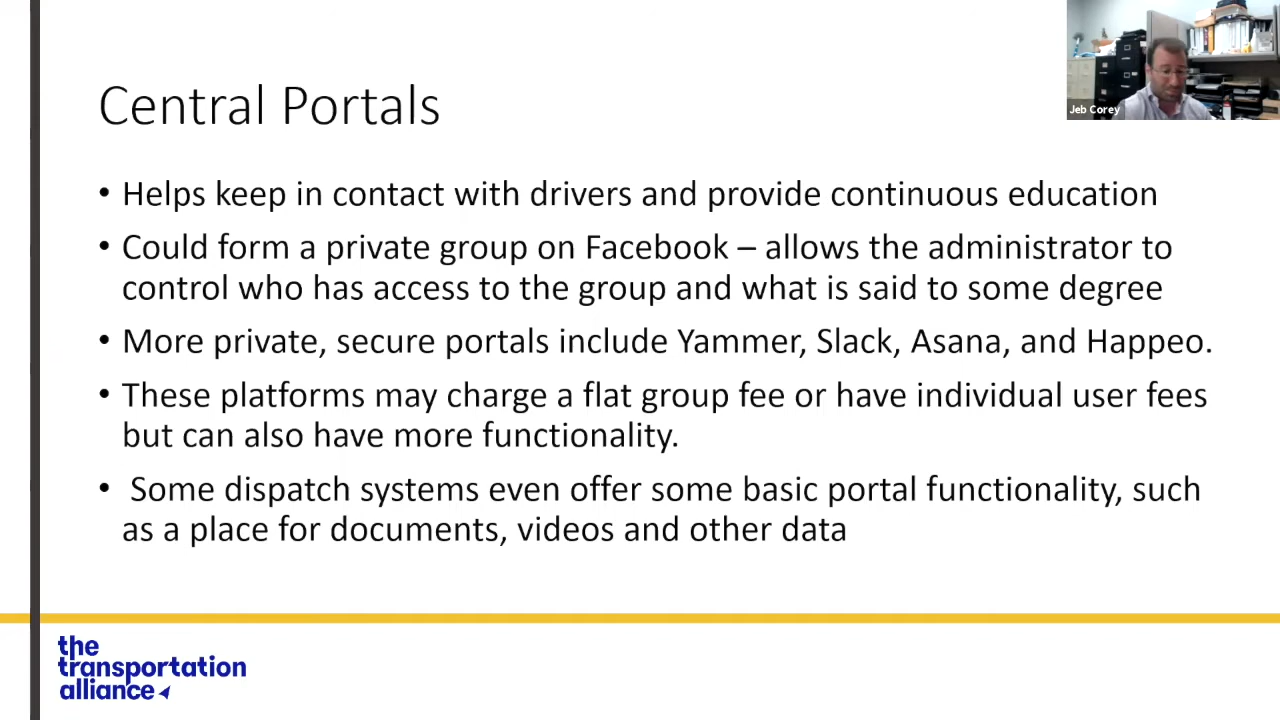 Jeb Corey
Central Portals
• Helps keep in contact with drivers and provide continuous education
• Could form a private group on Facebook – allows the administrator to
control who has access to the group and what is said to some degree
• More private, secure portals include Yammer, Slack, Asana, and Happeo.
• These platforms may charge a flat group fee or have individual user fees
but can also have more functionality.
• Some dispatch systems even offer some basic portal functionality, such
as a place for documents, videos and other data
the
transportation
alliance